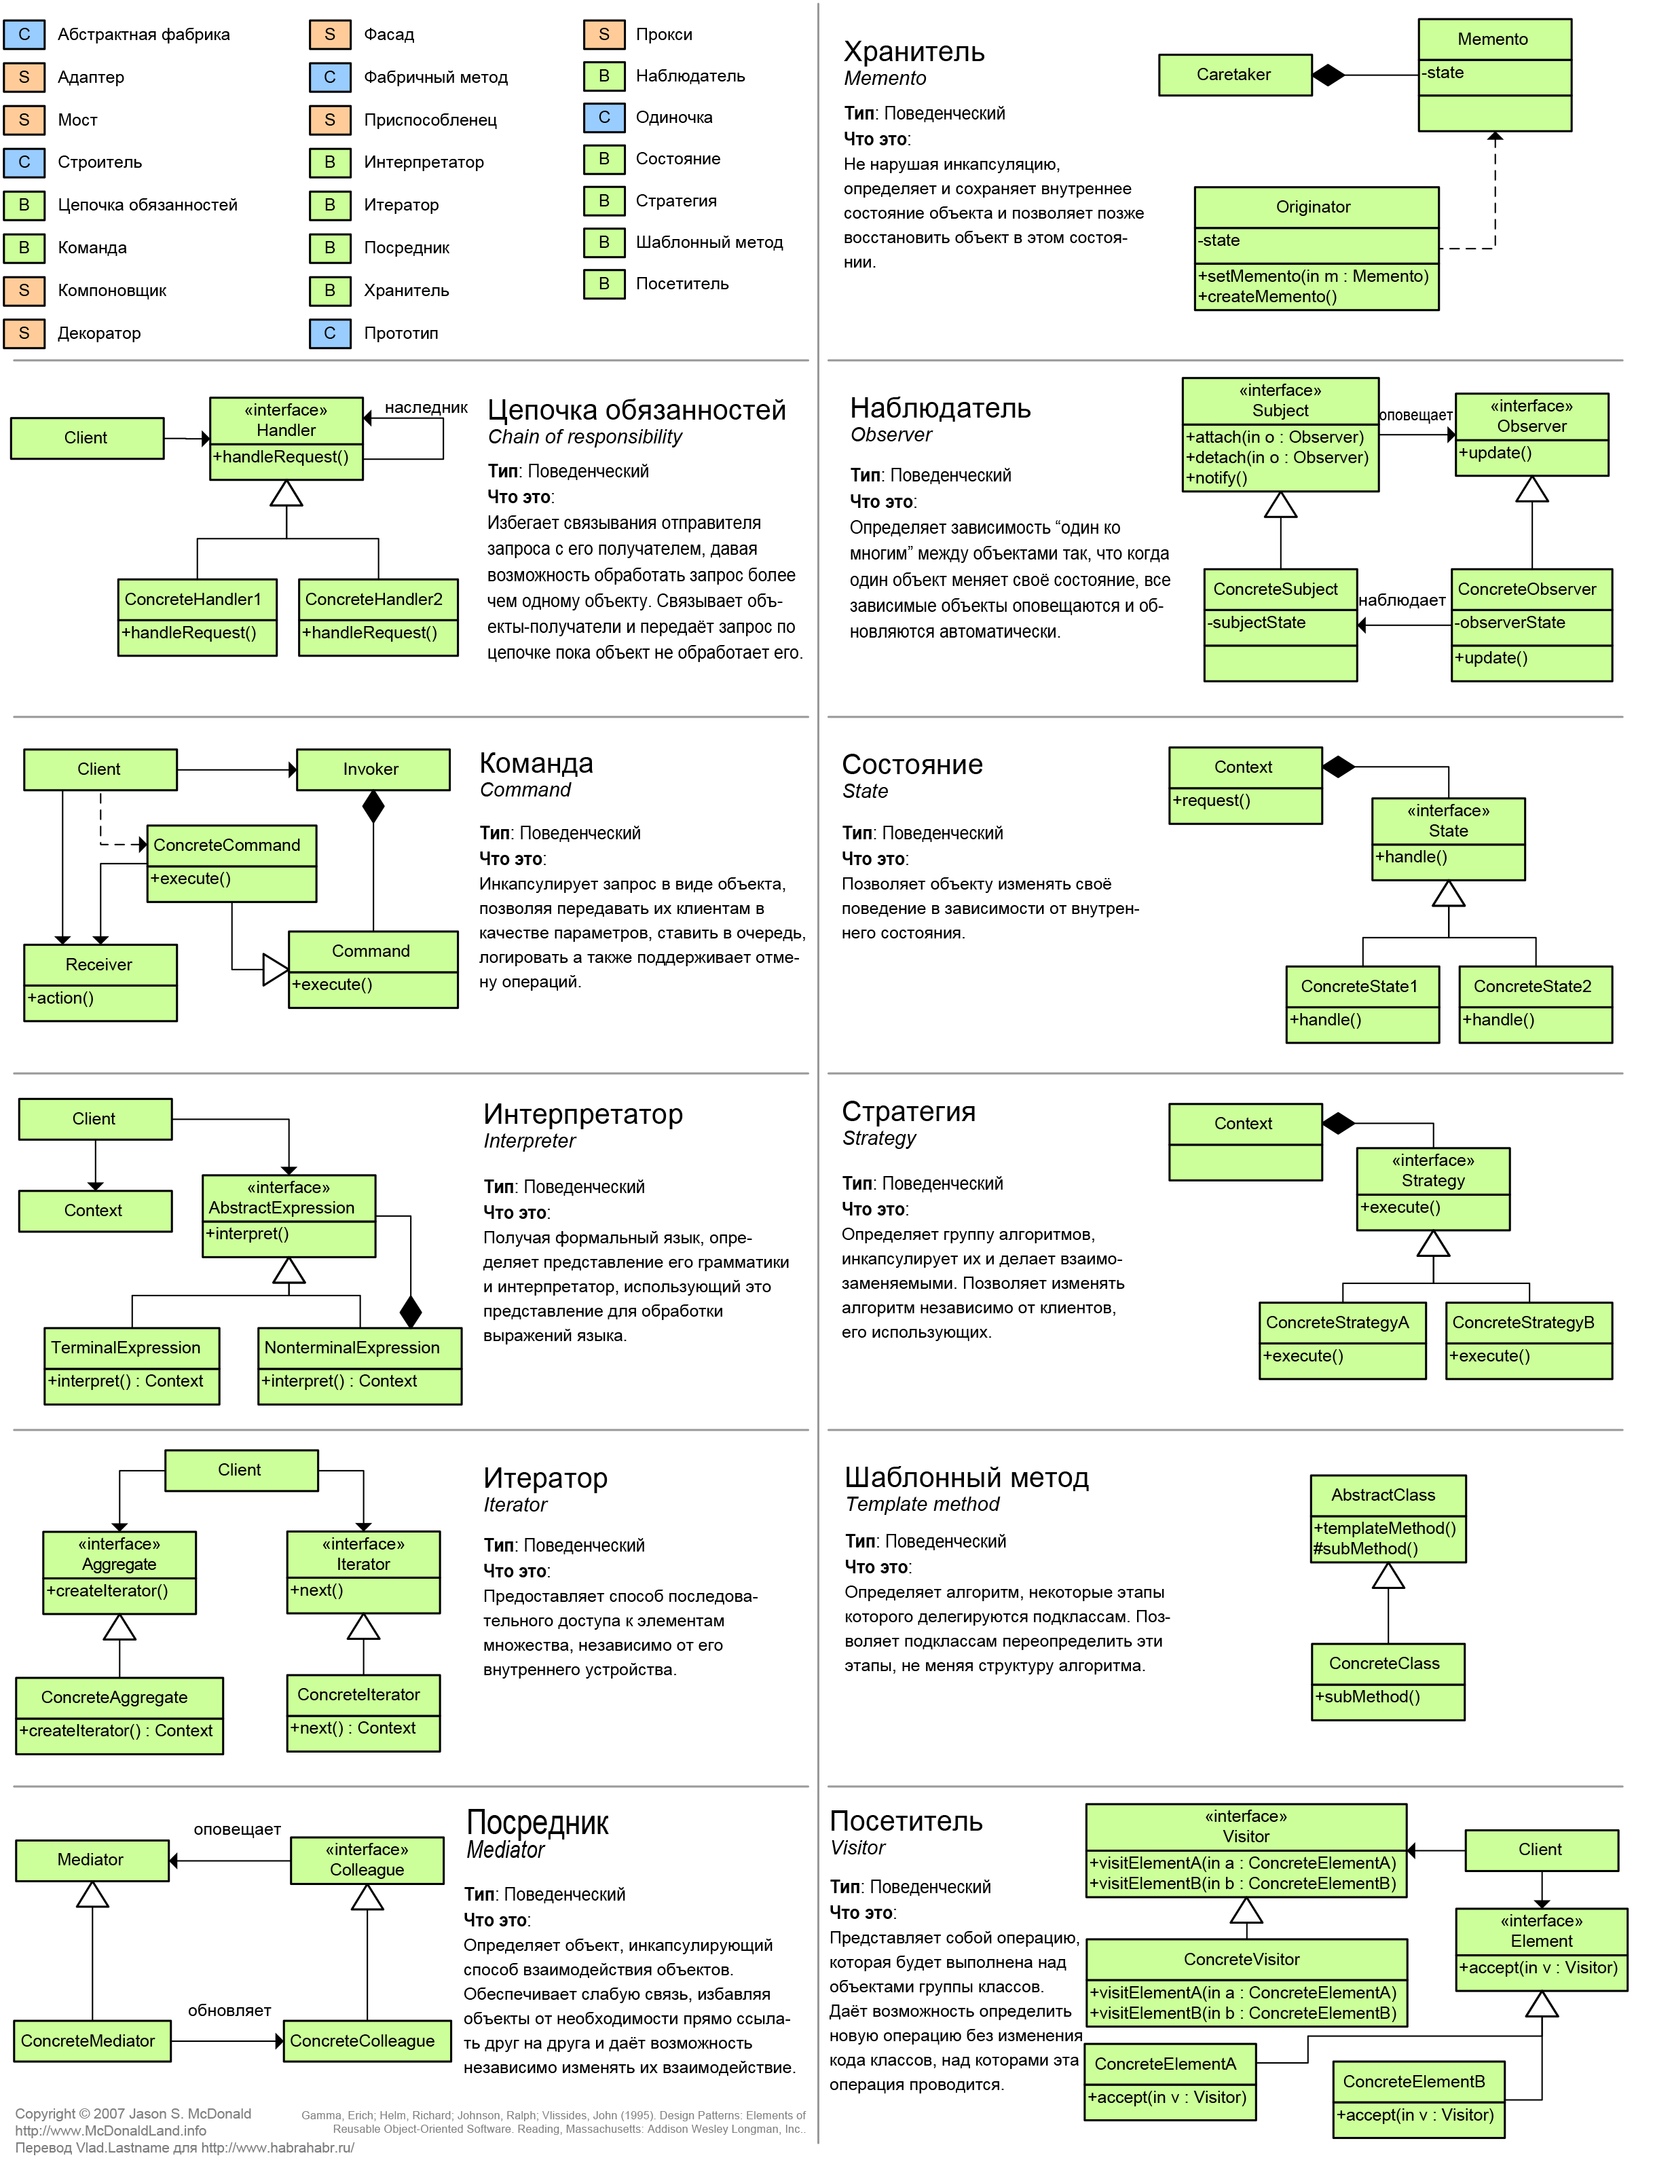 C Абстрактная фабрика
S Адаптер
S Мост
C Строитель
B Цепочка обязанностей
B Команда
S Компоновщик
S Декоратор
S Фасад
C Фабричный метод
S Приспособленец
B Интерпретатор
B Итератор
B Посредник
B Хранитель
C Прототип
S Прокси
B Наблюдатель
C Одиночка
B Состояние
B Стратегия
B Шаблонный метод
B Посетитель
Client
«interface»
Handler
+handleRequest()
наследник
ConcreteHandler1
+handleRequest()
ConcreteHandler2
+handleRequest()
Цепочка обязанностей
Chain of responsibility
Тип: Поведенческий
Что это:
Избегает связывания отправителя
запроса с его получателем, давая
возможность обработать запрос более
чем одному объекту. Связывает объ-
екты-получатели и передаёт запрос по
цепочке пока объект не обработает его.
Client
Invoker
ConcreteCommand
+execute()
Receiver
+action()
Command
+execute()
Команда
Command
Тип: Поведенческий
Что это:
Инкапсулирует запрос в виде объекта,
позволяя передавать их клиентам в
качестве параметров, ставить в очередь,
логировать а также поддерживает отме-
ну операций.
Client
Context
«interface»
AbstractExpression
+interpret()
TerminalExpression
+interpret() : Context
NonterminalExpression
+interpret() : Context
Интерпретатор
Interpreter
Тип: Поведенческий
Что это:
Получая формальный язык, опре-
деляет представление его грамматики
и интерпретатор, использующий это
представление для обработки
выражений языка.
Client
«interface»
Aggregate
+createIterator()
«interface»
Iterator
+next()
ConcreteAggregate
+createIterator() : Context
ConcreteIterator
+next() : Context
Итератор
Iterator
Тип: Поведенческий
Что это:
Предоставляет способ последова-
тельного доступа к элементам
множества, независимо от его
внутреннего устройства.
Mediator
оповещает
«interface»
Colleague
ConcreteMediator
обновляет
ConcreteColleague
Посредник
Mediator
Тип: Поведенческий
Что это:
Определяет объект, инкапсулирующий
способ взаимодействия объектов.
Обеспечивает слабую связь, избавляя
объекты от необходимости прямо ссыла-
ть друг на друга и даёт возможность
независимо изменять их взаимодействие.
Copyright © 2007 Jason S. McDonald
http://www.McDonaldLand.info
Перевод Vlad.Lastname для http://www.habrahabr.ru/
Gamma, Erich; Helm, Richard; Johnson, Ralph; Vlissides, John (1995). Design Patterns: Elements of
Reusable Object-Oriented Software. Reading, Massachusetts: Addison Wesley Longman, Inc..
Хранитель
Memento
Тип: Поведенческий
Что это:
Не нарушая инкапсуляцию,
определяет и сохраняет внутреннее
состояние объекта и позволяет позже
восстановить объект в этом состоя-
нии.
Caretaker
Memento
-state
Originator
-state
+setMemento(in m : Memento)
+createMemento()
Наблюдатель
Observer
Тип: Поведенческий
Что это:
Определяет зависимость “один ко
многим” между объектами так, что когда
один объект меняет своё состояние, все
зависимые объекты оповещаются и об-
новляются автоматически.
«interface»
Subject
+attach(in o : Observer)
+detach(in o : Observer)
+notify()
оповещает
«interface»
Observer
+update()
ConcreteSubject
-subjectState
наблюдает
ConcreteObserver
-observerState
+update()
Состояние
State
Тип: Поведенческий
Что это:
Позволяет объекту изменять своё
поведение в зависимости от внутрен-
него состояния.
Context
+request()
«interface»
State
+handle()
ConcreteState1
+handle()
ConcreteState2
+handle()
Стратегия
Strategy
Тип: Поведенческий
Что это:
Определяет группу алгоритмов,
инкапсулирует их и делает взаимо-
заменяемыми. Позволяет изменять
алгоритм независимо от клиентов,
его использующих.
Context
«interface»
Strategy
+execute()
ConcreteStrategyA
+execute()
ConcreteStrategyB
+execute()
Шаблонный метод
Template method
Тип: Поведенческий
Что это:
Определяет алгоритм, некоторые этапы
которого делегируются подклассам. Поз-
воляет подклассам переопределить эти
этапы, не меняя структуру алгоритма.
AbstractClass
+templateMethod()
#subMethod()
ConcreteClass
+subMethod()
Посетитель
Visitor
Тип: Поведенческий
Что это:
Представляет собой операцию,
которая будет выполнена над
объектами группы классов.
Даёт возможность определить
новую операцию без изменения
кода классов, над которыми эта
операция проводится.
«interface»
Visitor
+visitElementA(in a : ConcreteElementA)
+visitElementB(in b : ConcreteElementB)
Client
«interface»
Element
+accept(in v : Visitor)
ConcreteVisitor
+visitElementA(in a : ConcreteElementA)
+visitElementB(in b : ConcreteElementB)
ConcreteElementA
+accept(in v : Visitor)
ConcreteElementB
+accept(in v : Visitor)